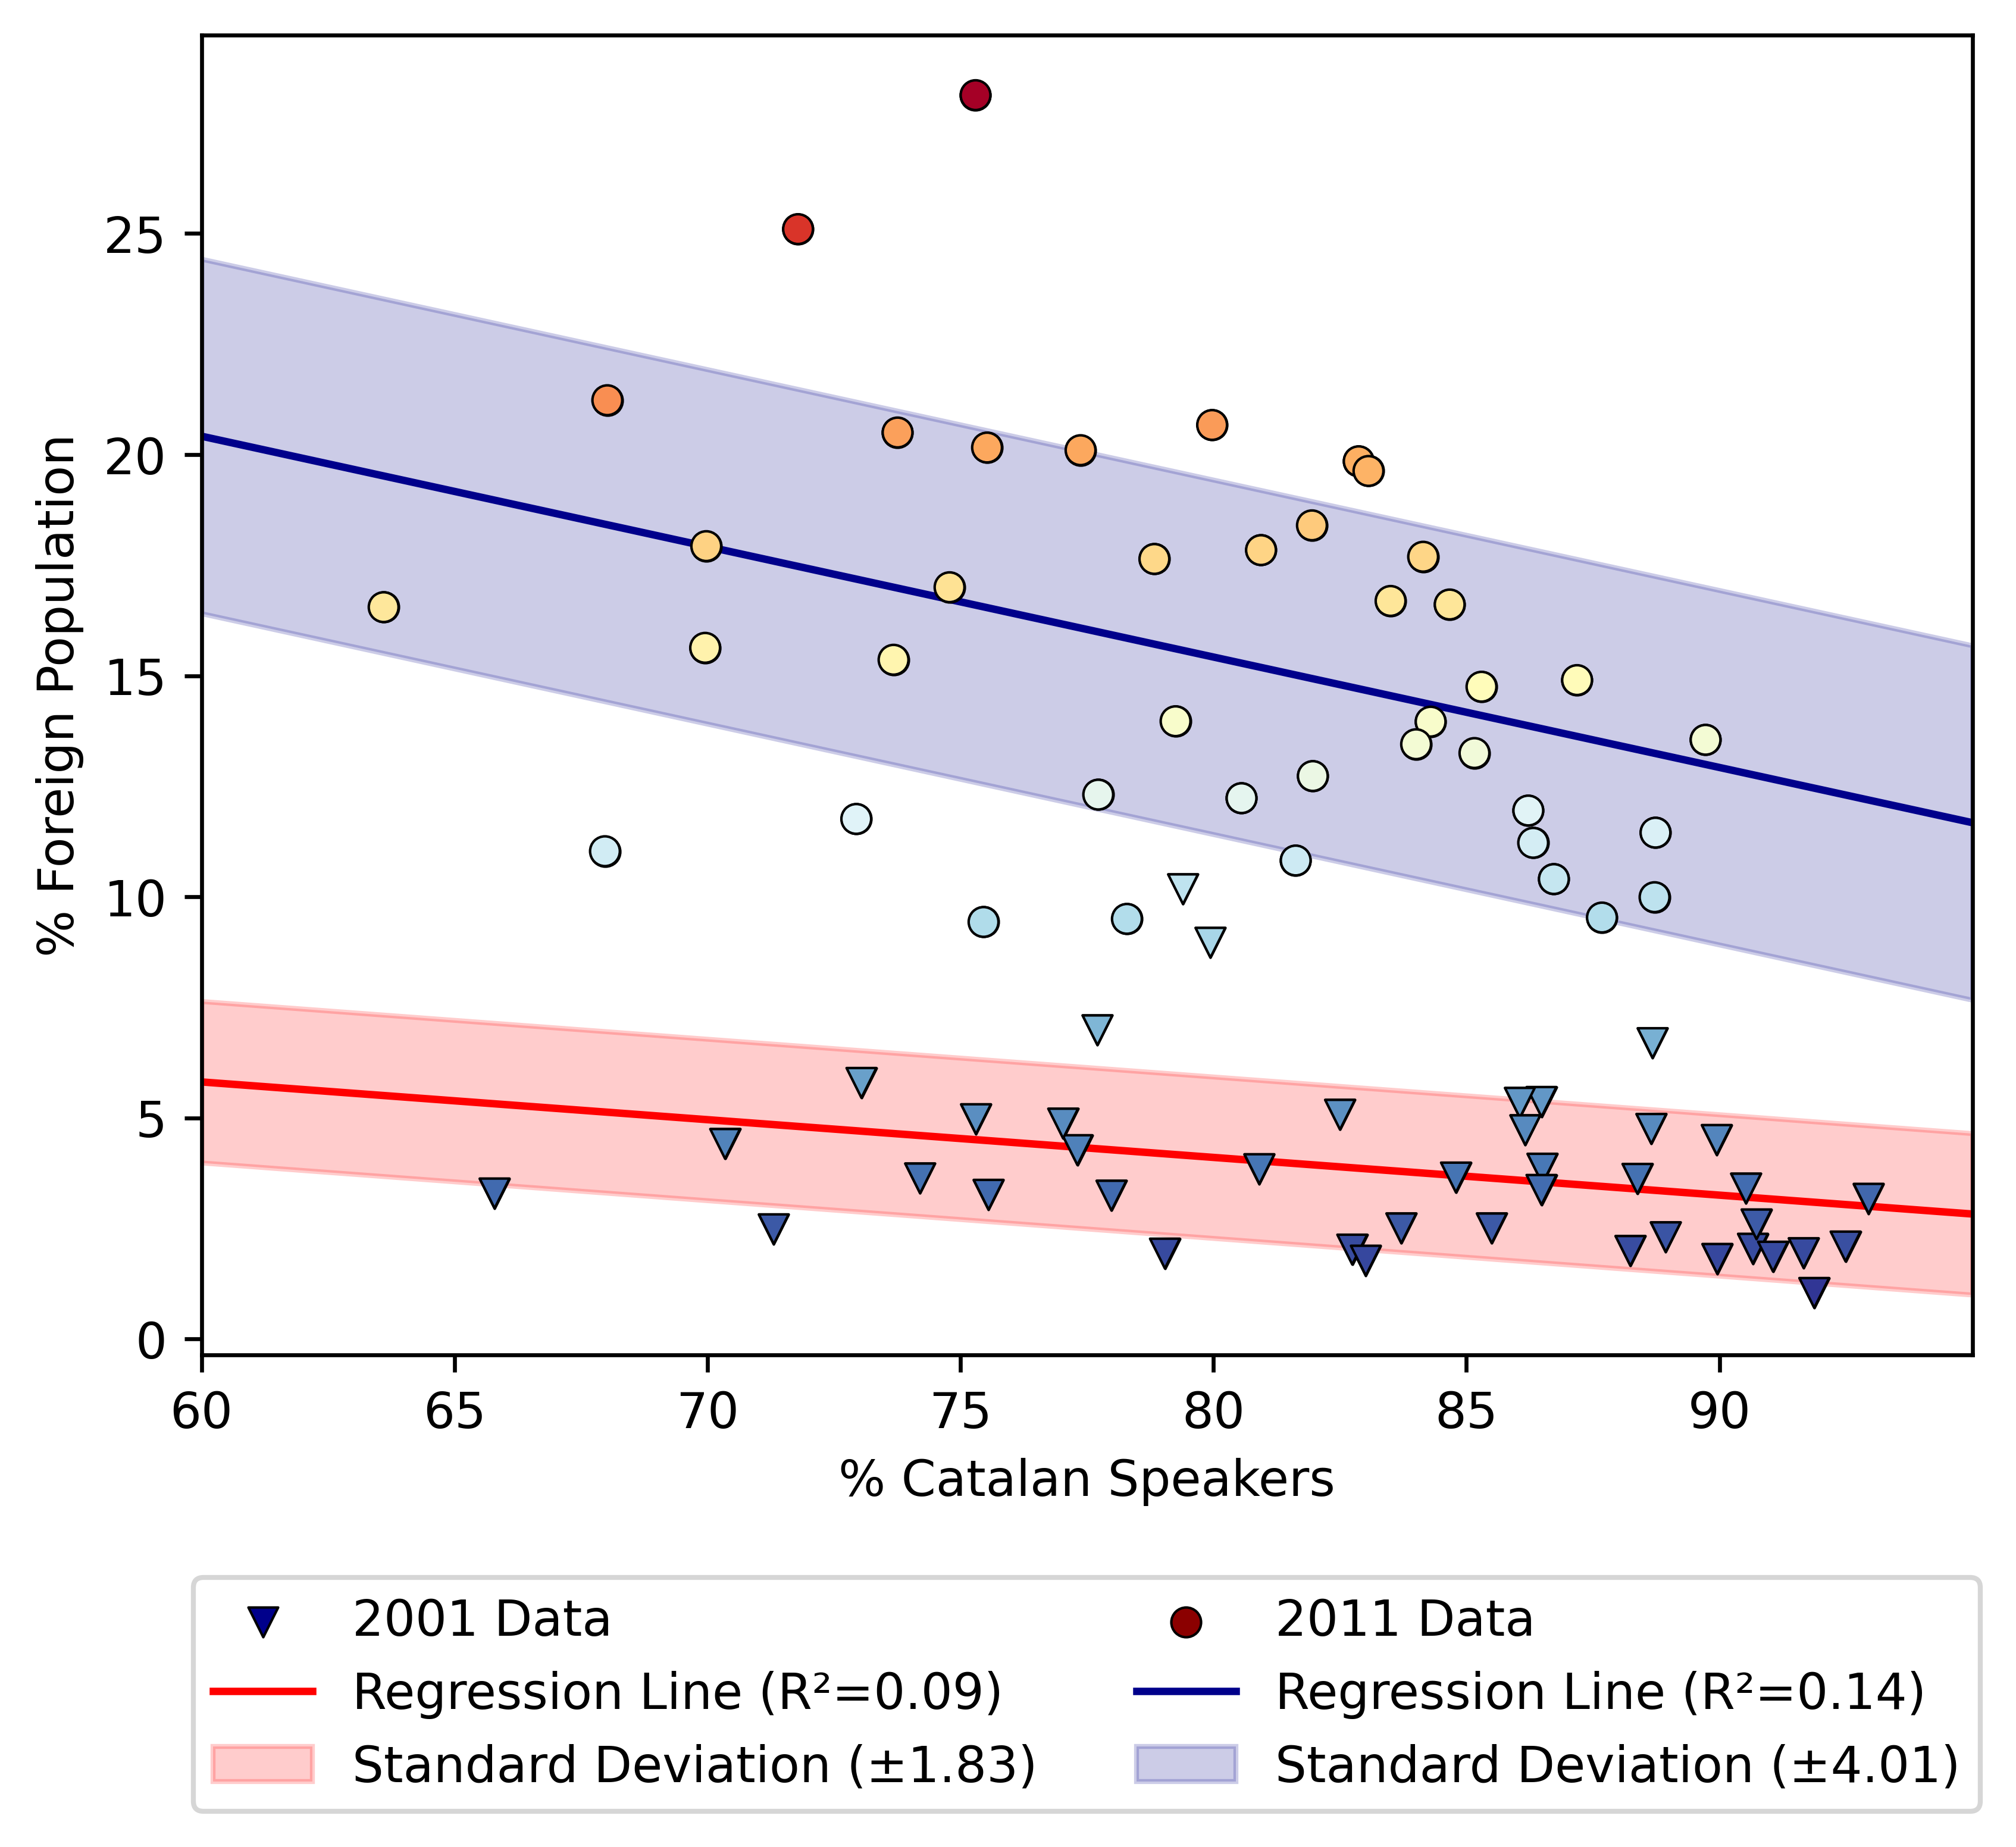 25
20
15
10
5
0
% Foreign Population
60 65 70 75 80 85 90
% Catalan Speakers
2001 Data
Regression Line (R²=0.09)
Standard Deviation (±1.83)
2011 Data
Regression Line (R²=0.14)
Standard Deviation (±4.01)